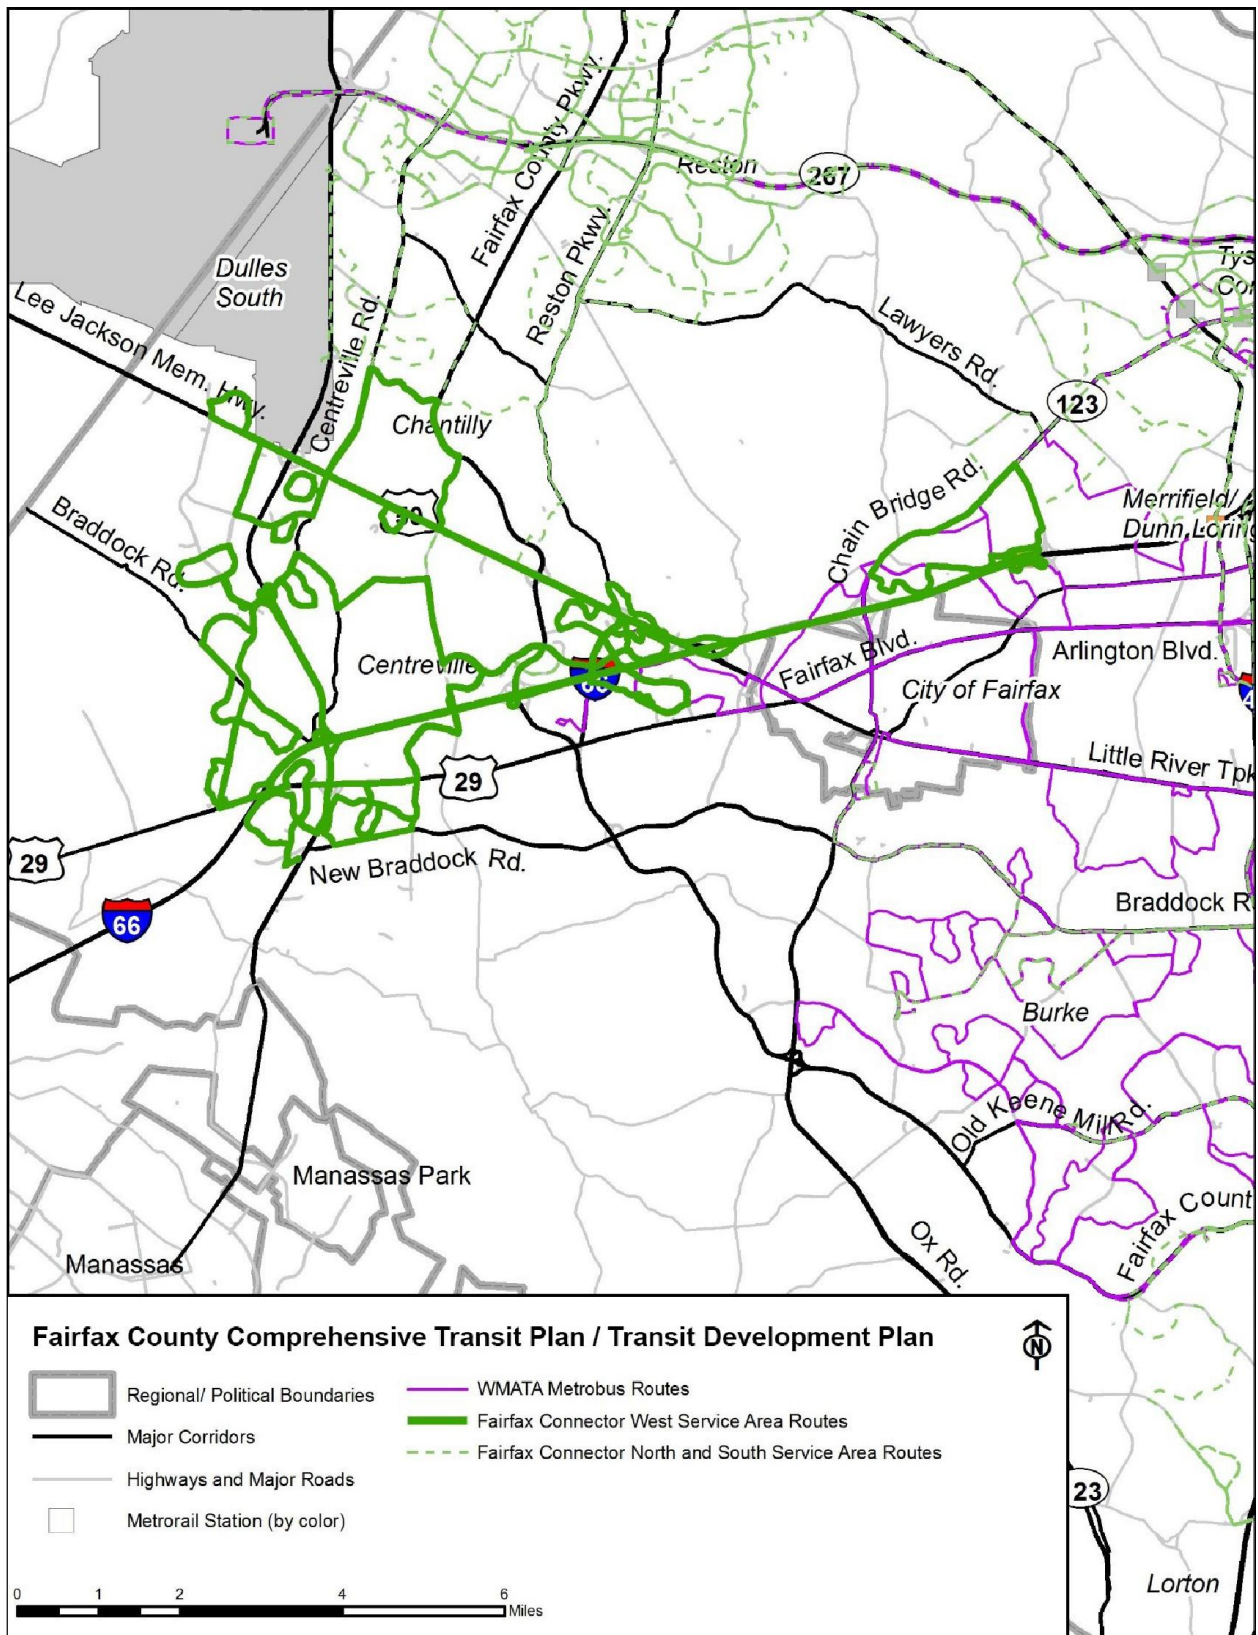 Fairfax County Pkwy.
Reston
267
Dulles
South
Reston Pkwy.
Tys
Co
Lee Jackson Mem. Hwy.
Centreville Rd.
Lawyers Rd.
123
Chantilly
50
Chain Bridge Rd.
Merrifield/
Dunn Loring
Braddock Rd.
Centreville
66
Fairfax Blvd.
Arlington Blvd.
City of Fairfax
Little River Tpk
29
29
New Braddock Rd.
66
Braddock R
Burke
Old Keene Mill Rd.
Manassas Park
Fairfax Count
Ox Rd.
Manassas
Fairfax County Comprehensive Transit Plan / Transit Development Plan
N
Regional/ Political Boundaries
WMATA Metrobus Routes
Major Corridors
Fairfax Connector West Service Area Routes
Highways and Major Roads
Fairfax Connector North and South Service Area Routes
Metrorail Station (by color)
23
0 1 2 4 6
Miles
Lorton